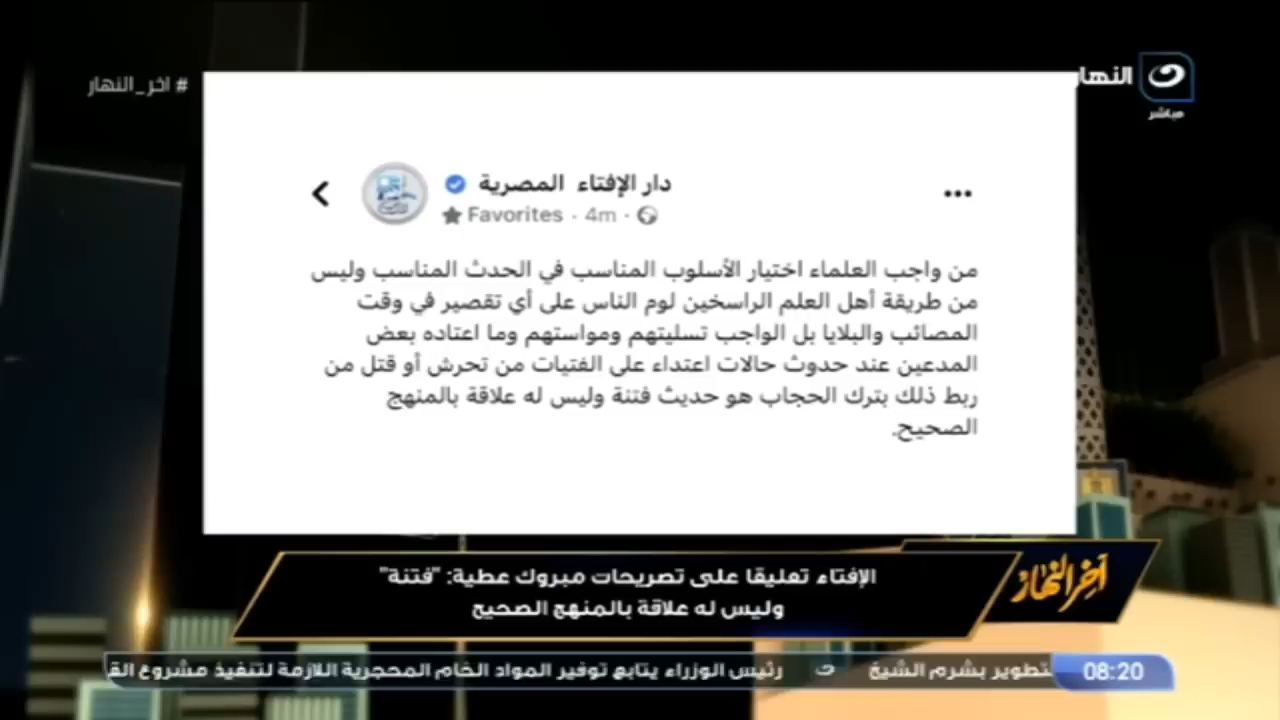 # اخر_النهار
النهار
مباشر
دار الإفتاء المصرية
Favorites · 4m ·
من واجب العلماء اختيار الأسلوب المناسب في الحدث المناسب وليس
من طريقة أهل العلم الراسخين لوم الناس على أي تقصير في وقت
المصائب والبلايا بل الواجب تسليتهم ومواستهم وما اعتاده بعض
المدعين عند حدوث حالات اعتداء على الفتيات من تحرش أو قتل من
ربط ذلك بترك الحجاب هو حديث فتنة وليس له علاقة بالمنهج
الصحيح.
الإفتاء تعليقا على تصريحات مبروك عطية: "فتنة"
وليس له علاقة بالمنهج الصحيح
آخر النهار
08:20
لتطوير بشرم الشيخ رئيس الوزراء يتابع توفير المواد الخام المحجرية اللازمة لتنفيذ مشروع الق